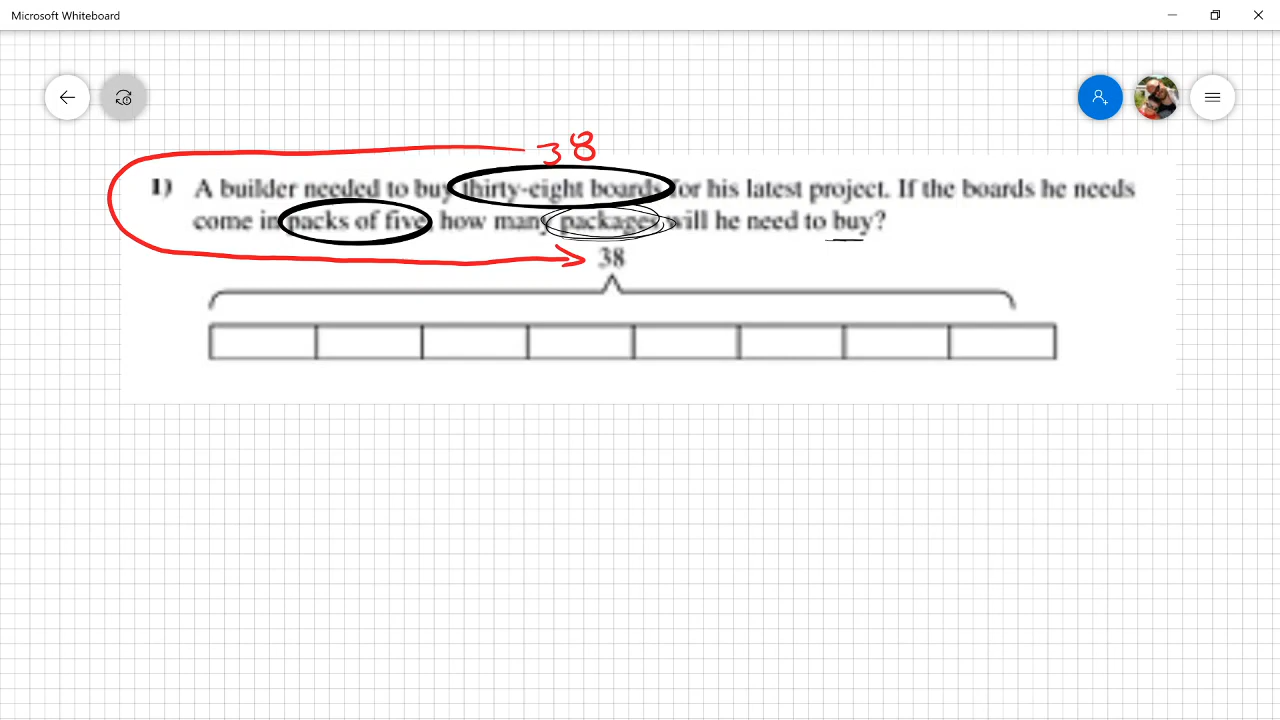 Microsoft Whiteboard
38
1) A builder needed to buy thirty-eight boards for his latest project. If the boards he needs
come in packs of five, how many packages will he need to buy?
38